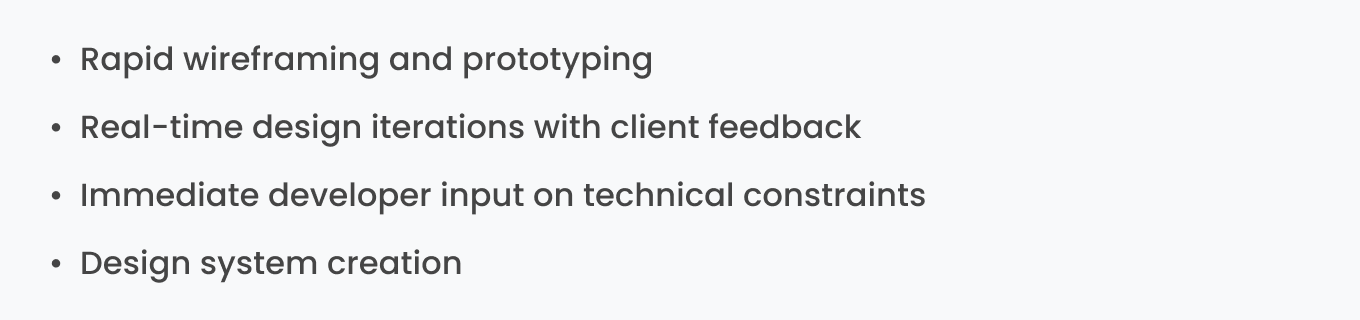 • Rapid wireframing and prototyping
• Real-time design iterations with client feedback
• Immediate developer input on technical constraints
• Design system creation